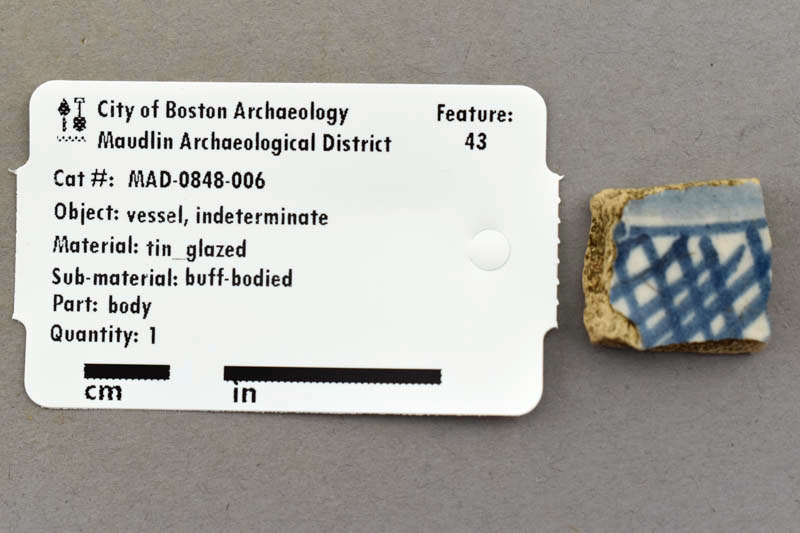 City of Boston Archaeology
Maudlin Archaeological District
Feature:
43
Cat #: MAD-0848-006
Object: vessel, indeterminate
Material: tin_glazed
Sub-material: buff-bodied
Part: body
Quantity: 1
cm
in